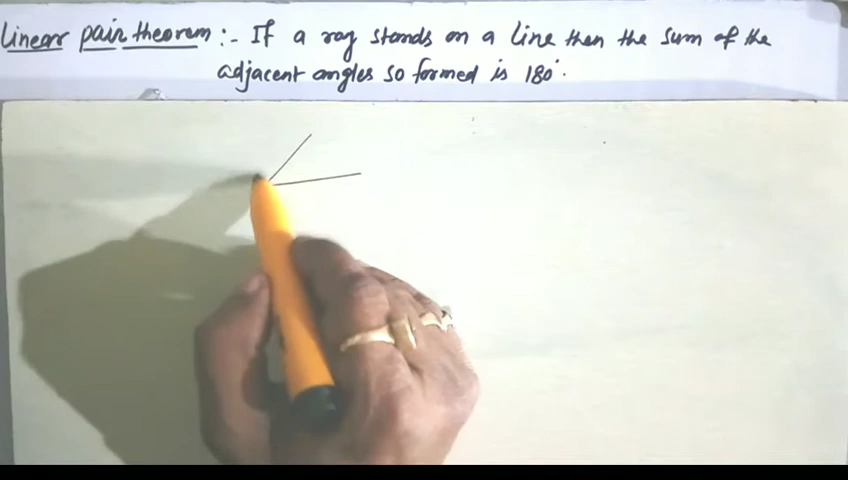 Linear pair theorem :- If a ray stands on a line then the sum of the
adjacent angles so formed is 180°.